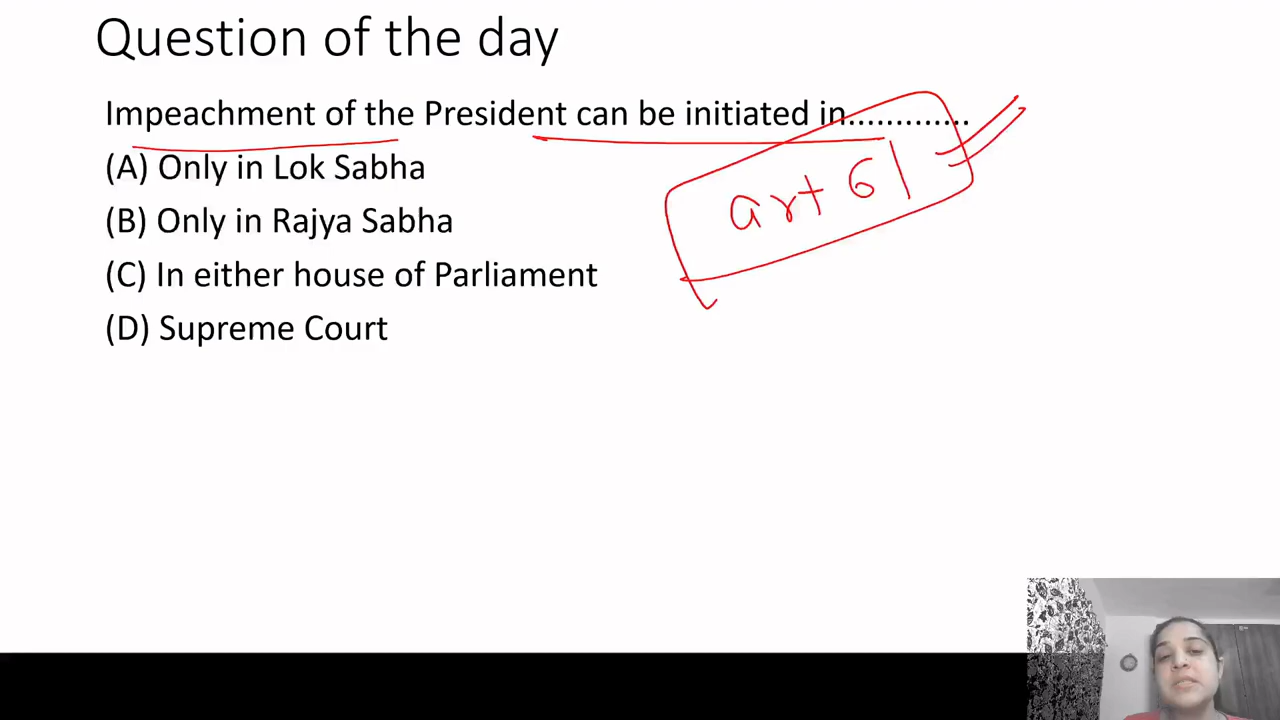 Question of the day
Impeachment of the President can be initiated in.............
(A) Only in Lok Sabha
(B) Only in Rajya Sabha
(C) In either house of Parliament
(D) Supreme Court
art 61